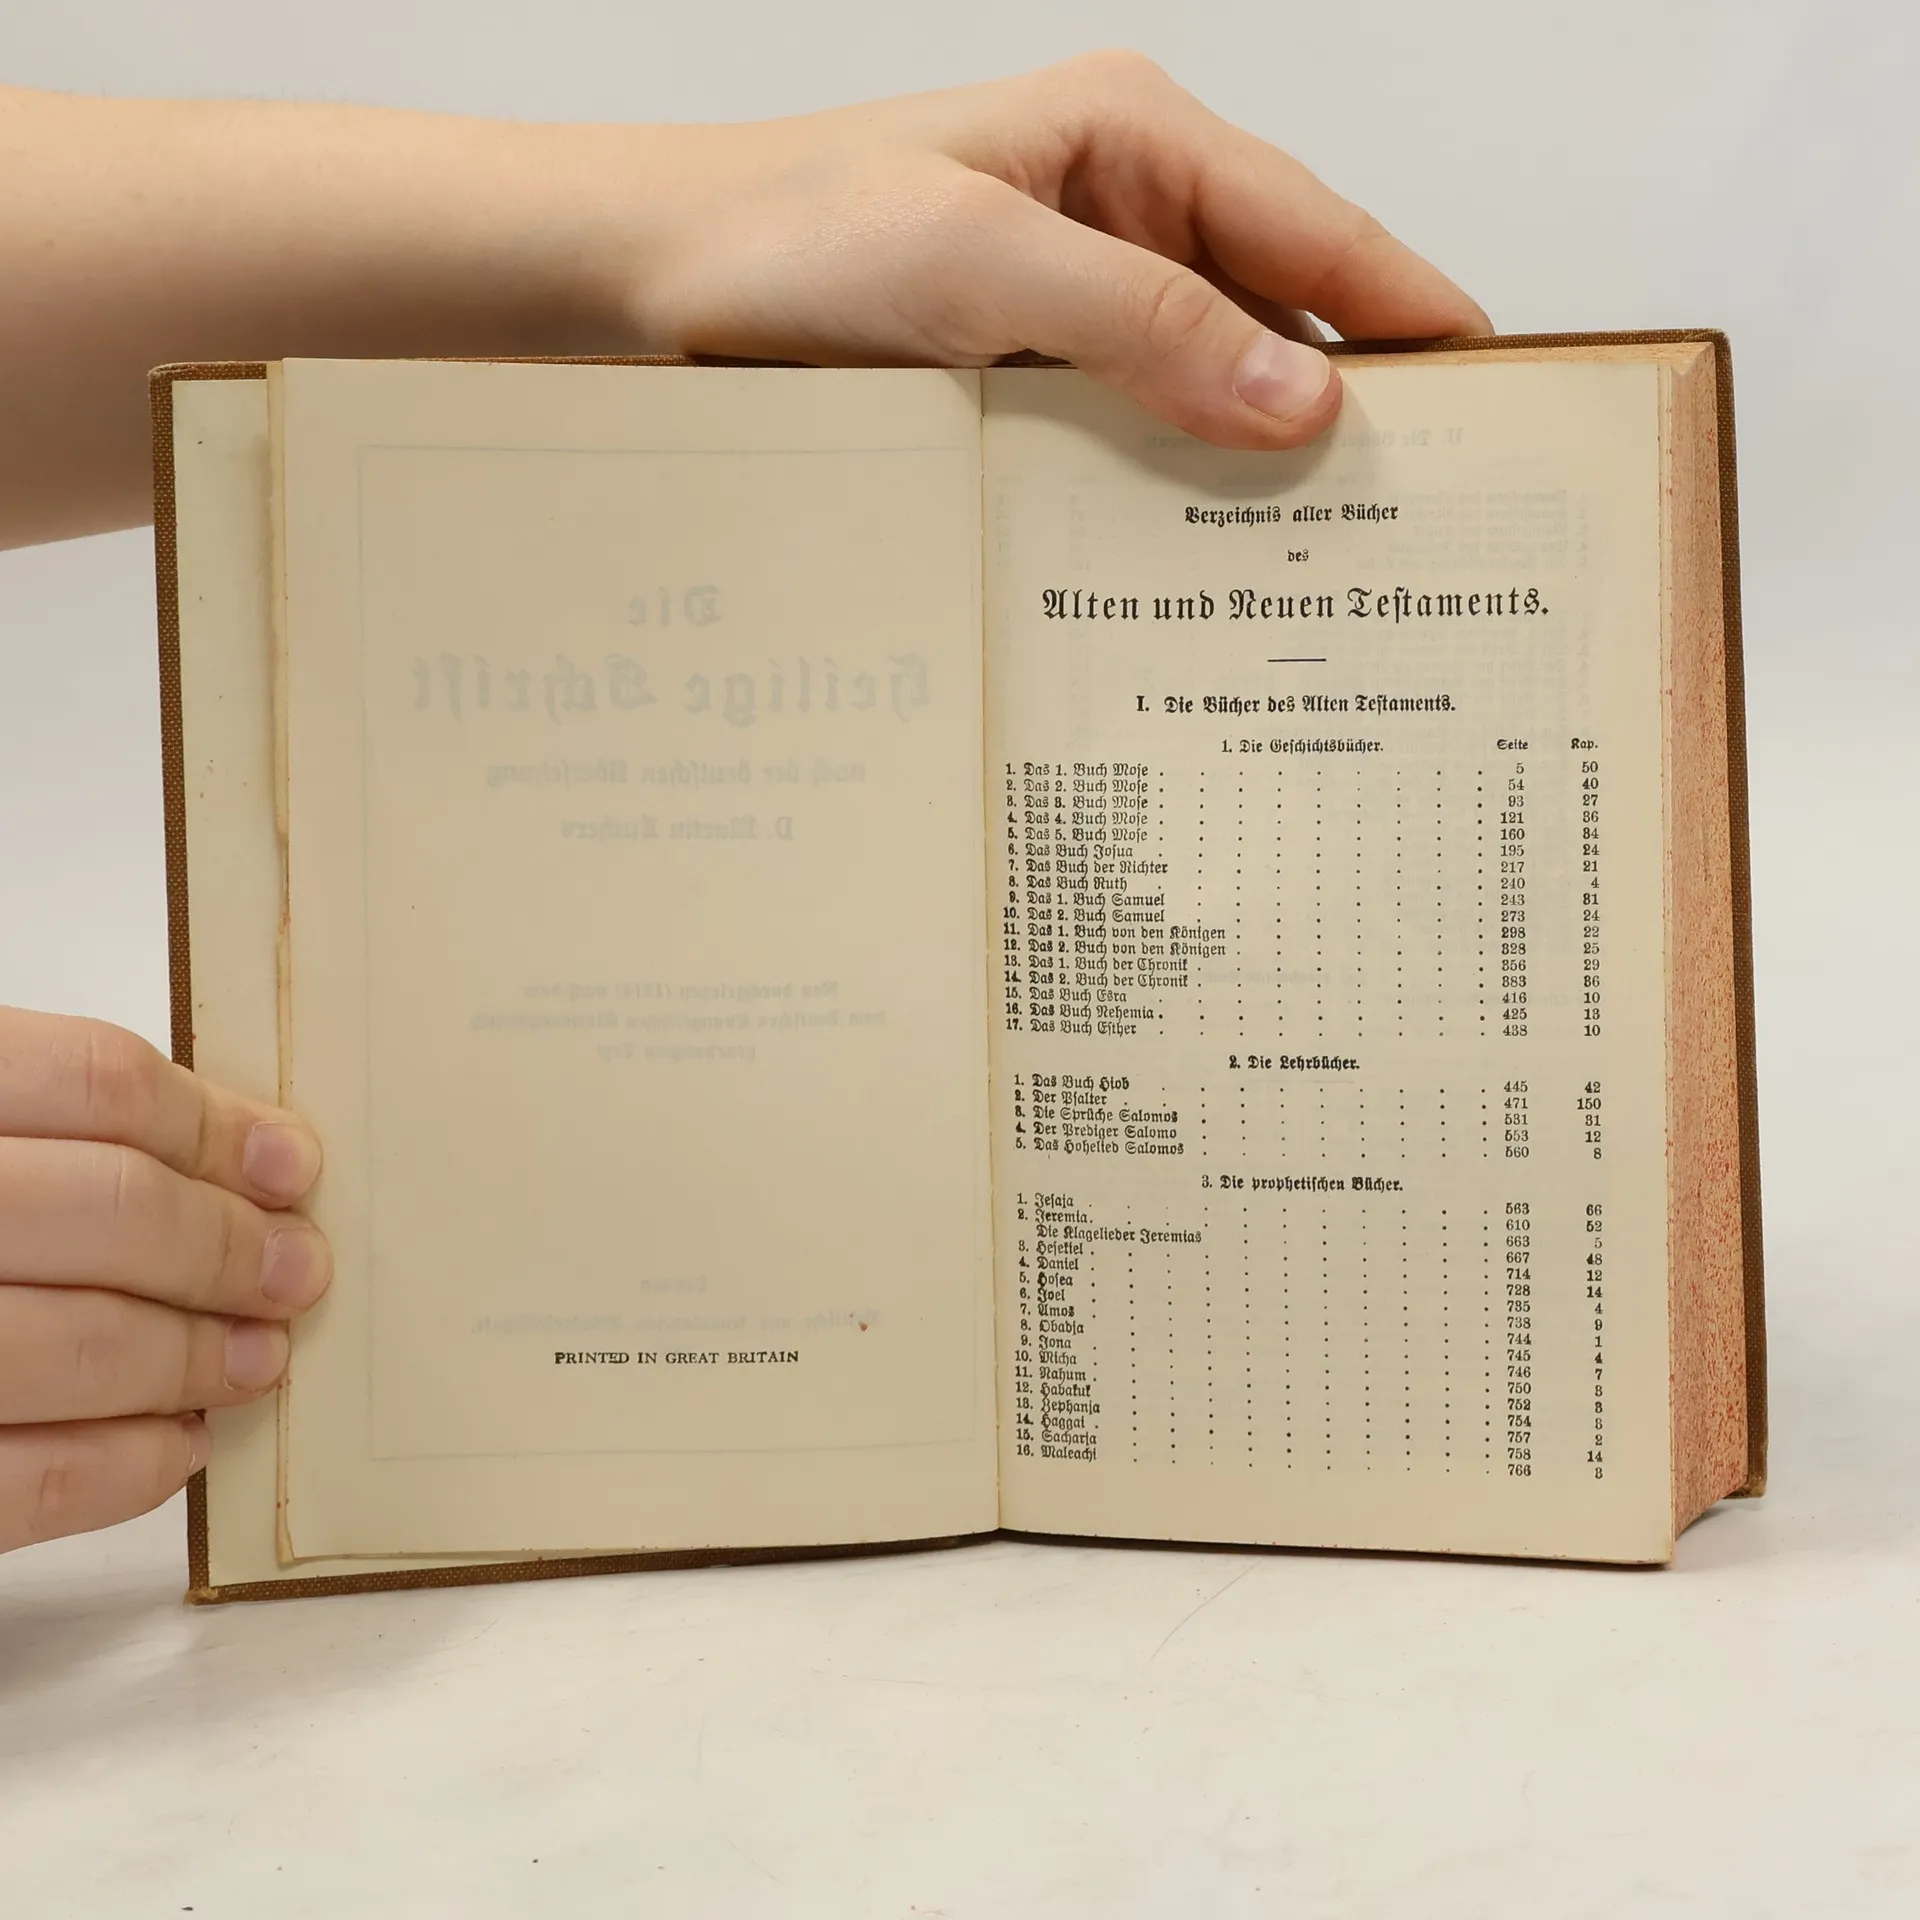 Die
Heilige Schrift
nach der deutschen Übersetzung
D. Martin Luthers
PRINTED IN GREAT BRITAIN
Verzeichnis aller Bücher
des
Alten und Neuen Testaments.
I. Die Bücher des Alten Testaments.
1. Die Geschichtsbücher. Seite Kap.
1. Das 1. Buch Mose 5 50
2. Das 2. Buch Mose 54 40
3. Das 3. Buch Mose 93 27
4. Das 4. Buch Mose 121 36
5. Das 5. Buch Mose 160 34
6. Das Buch Josua 195 24
7. Das Buch der Richter 217 21
8. Das Buch Ruth 240 4
9. Das 1. Buch Samuel 243 31
10. Das 2. Buch Samuel 273 24
11. Das 1. Buch von den Königen 298 22
12. Das 2. Buch von den Königen 328 25
13. Das 1. Buch der Chronik 356 29
14. Das 2. Buch der Chronik 383 36
15. Das Buch Esra 416 10
16. Das Buch Nehemia 425 13
17. Das Buch Esther 438 10
2. Die Lehrbücher.
1. Das Buch Hiob 445 42
2. Der Psalter 471 150
3. Die Sprüche Salomos 531 31
4. Der Prediger Salomo 553 12
5. Das Hohelied Salomos 560 8
3. Die prophetischen Bücher.
1. Jesaja 563 66
2. Jeremia 610 52
Die Klagelieder Jeremias 663 5
3. Hesekiel 667 48
4. Daniel 714 12
5. Hosea 728 14
6. Joel 735 4
7. Amos 738 9
8. Obadja 744 1
9. Jona 745 4
10. Micha 746 7
11. Nahum 750 3
12. Habakuk 752 3
13. Zephanja 754 3
14. Haggai 757 2
15. Sacharja 758 14
16. Maleachi 766 3